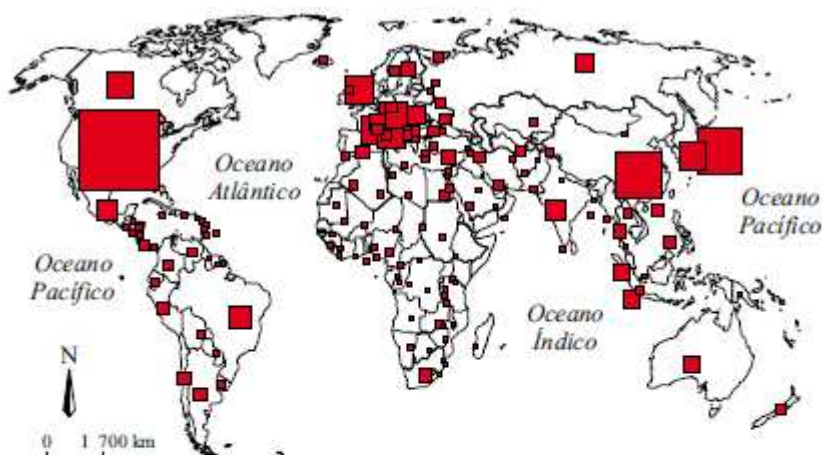 Oceano
Atlântico
Oceano
Pacífico
Oceano
Pacífico
Oceano
Índico
N
0 1 700 km